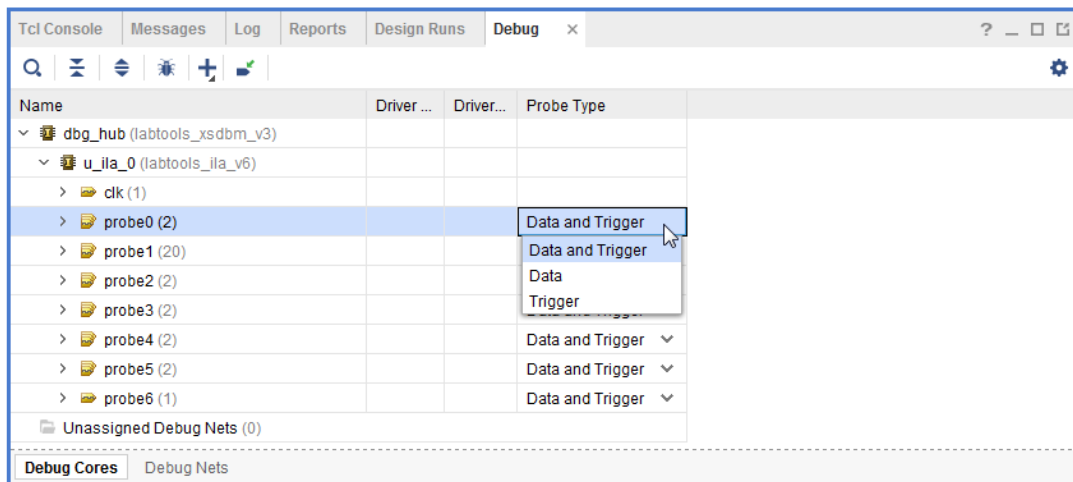 Tcl Console Messages Log Reports Design Runs Debug × ? _
Name Driver ... Driver... Probe Type
dbg_hub (labtools_xsdbm_v3)
u_ila_0 (labtools_ila_v6)
clk (1)
probe0 (2) Data and Trigger
probe1 (20) Data and Trigger
probe2 (2) Data
probe3 (2) Trigger
probe4 (2) Data and Trigger
probe5 (2) Data and Trigger
probe6 (1) Data and Trigger
Unassigned Debug Nets (0)
Debug Cores Debug Nets